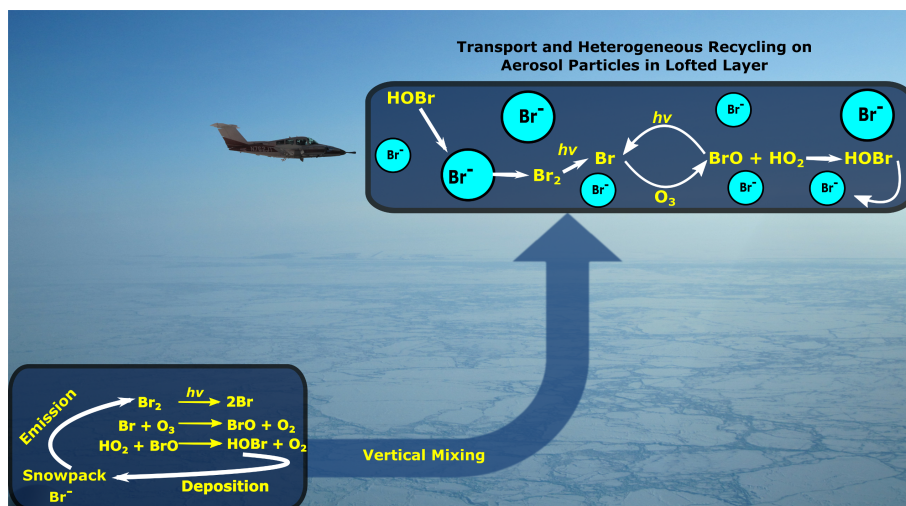 Transport and Heterogeneous Recycling on
Aerosol Particles in Lofted Layer
HOBr
Br⁻
Br⁻
Br⁻
Br⁻
Br⁻
Br₂
hν
Br
Br⁻
hν
O₃
BrO + HO₂
HOBr
Br⁻
Br⁻
Emission
Br₂
hν
2Br
Br + O₃
BrO + O₂
HO₂ + BrO
HOBr + O₂
Snowpack
Br⁻
Deposition
Vertical Mixing